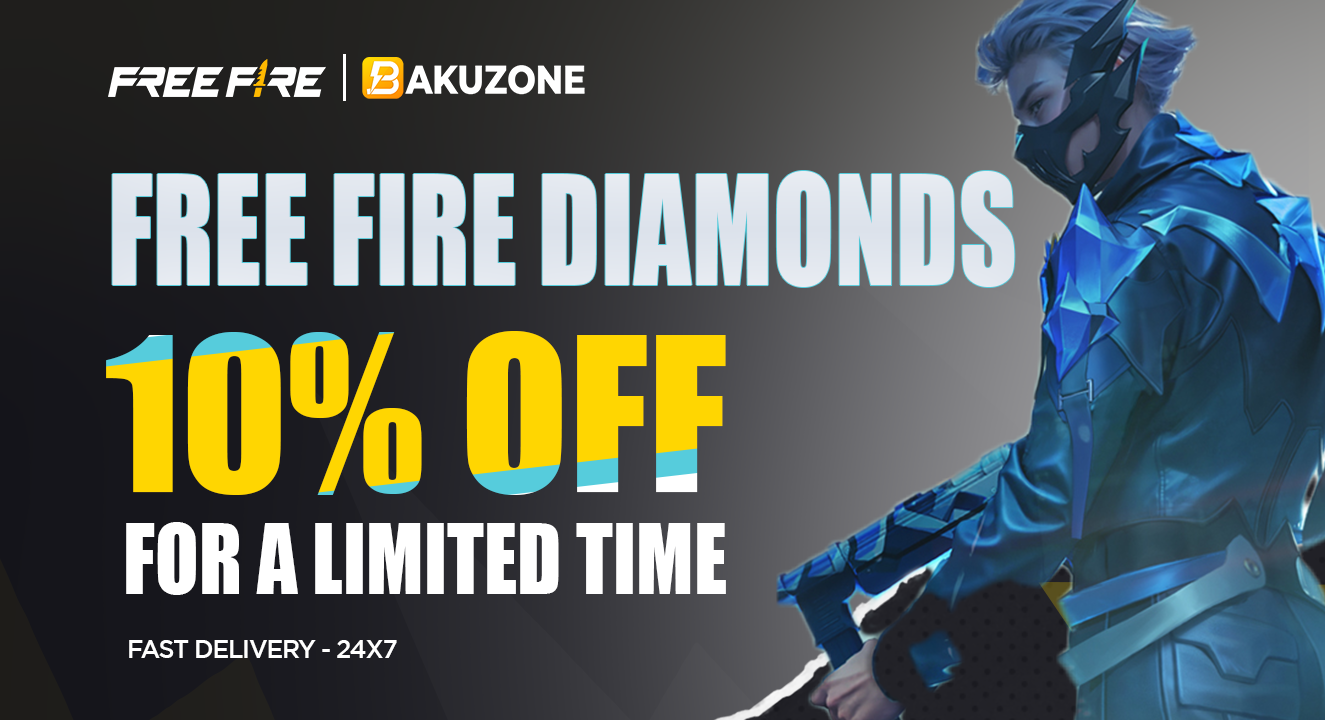 FREE FIRE | BAKUZONE
FREE FIRE DIAMONDS
10% OFF
FOR A LIMITED TIME
FAST DELIVERY - 24X7